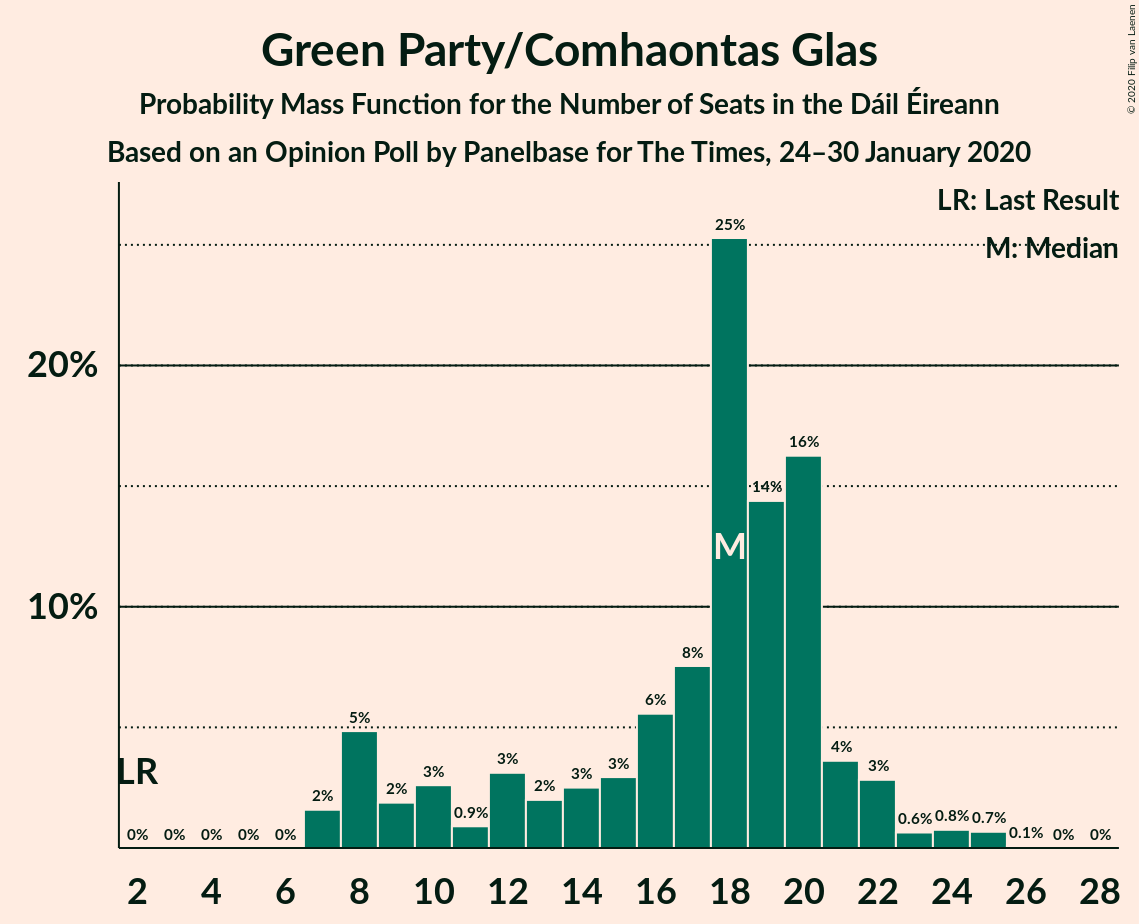 Green Party/Comhaontas Glas
Probability Mass Function for the Number of Seats in the Dáil Éireann
Based on an Opinion Poll by Panelbase for The Times, 24–30 January 2020
© 2020 Filip van Laenen
LR: Last Result
M: Median
20%
10%
LR
M
0% 0% 0% 0% 0% 2% 5% 2% 3% 0.9% 3% 2% 3% 3% 6% 8% 25% 14% 16% 4% 3% 0.6% 0.8% 0.7% 0.1% 0% 0%
2 4 6 8 10 12 14 16 18 20 22 24 26 28